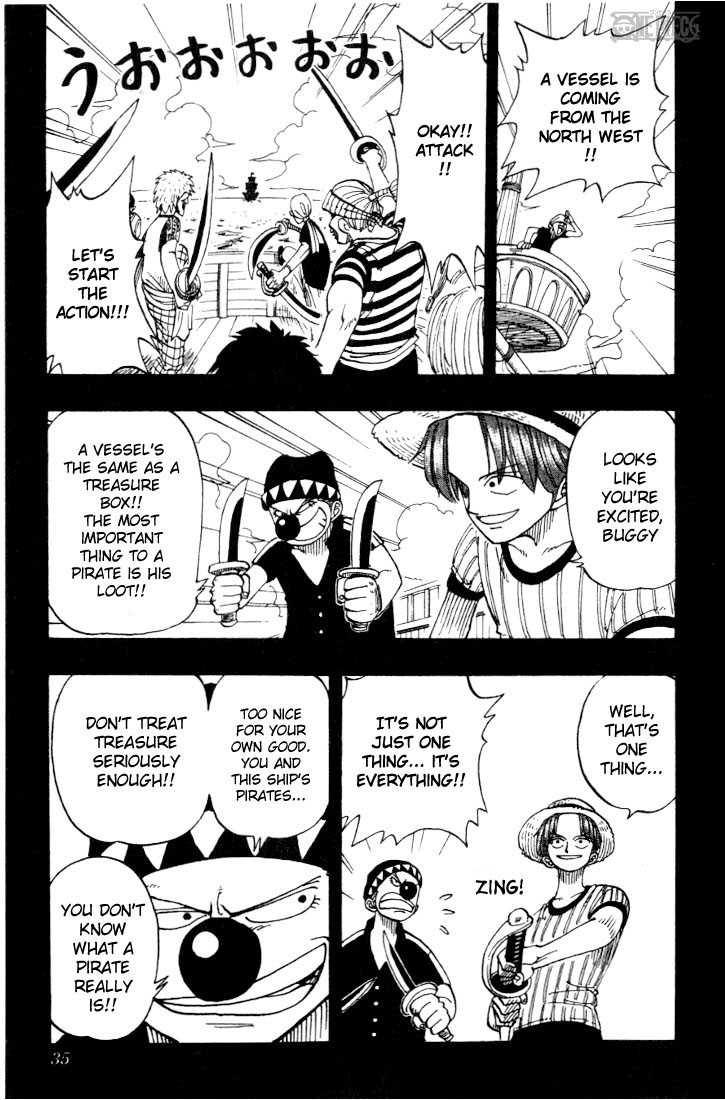 ONE PIECE
A VESSEL IS
COMING
FROM THE
NORTH WEST
!!
うおおおおお
OKAY!!
ATTACK
!!
LET'S
START
THE
ACTION!!!
LOOKS
LIKE
YOU'RE
EXCITED,
BUGGY
A VESSEL'S
THE SAME AS A
TREASURE
BOX!!
THE MOST
IMPORTANT
THING TO A
PIRATE IS HIS
LOOT!!
WELL,
THAT'S
ONE
THING...
IT'S NOT
JUST ONE
THING... IT'S
EVERYTHING!!
ZING!
TOO NICE
FOR YOUR
OWN GOOD.
YOU AND
THIS SHIP'S
PIRATES...
DON'T TREAT
TREASURE
SERIOUSLY
ENOUGH!!
YOU DON'T
KNOW
WHAT A
PIRATE
REALLY
IS!!
35